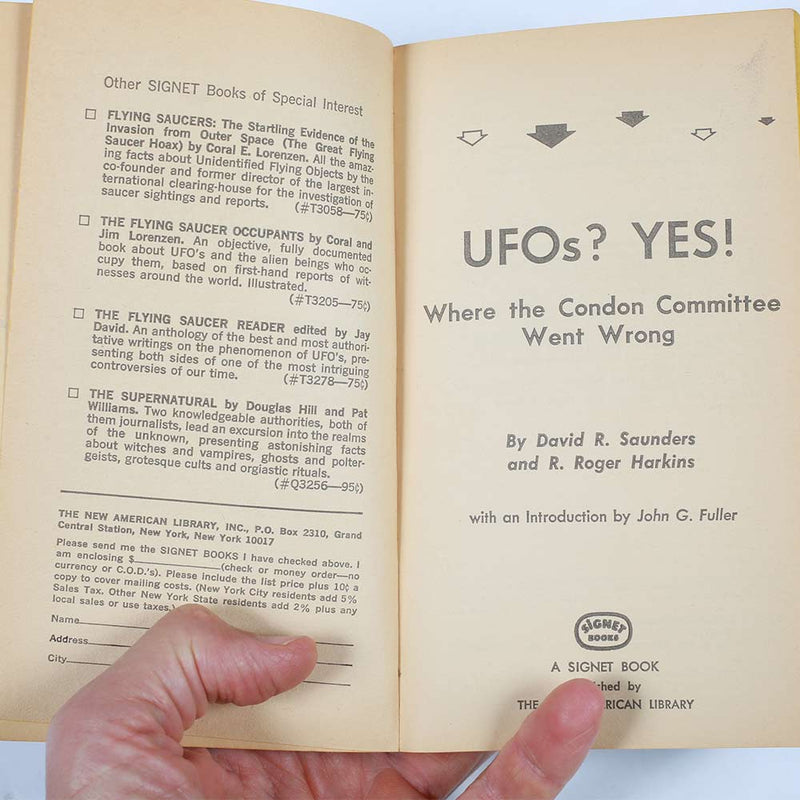 Other SIGNET Books of Special Interest
FLYING SAUCERS: The Startling Evidence of the
Invasion from Outer Space (The Great Flying
Saucer Hoax) by Coral E. Lorenzen. All the amaz-
ing facts about Unidentified Flying Objects by the
co-founder and former director of the largest in-
ternational clearing-house for the investigation of
saucer sightings and reports. (#T3058—75¢)
THE FLYING SAUCER OCCUPANTS by Coral and
Jim Lorenzen. An objective, fully documented
book about UFO's and the alien beings who oc-
cupy them, based on first-hand reports of wit-
nesses around the world. Illustrated.
(#T3205—75¢)
THE FLYING SAUCER READER edited by Jay
David. An anthology of the best and most authori-
tative writings on the phenomenon of UFO's, pre-
senting both sides of one of the most intriguing
controversies of our time. (#T3278—75¢)
THE SUPERNATURAL by Douglas Hill and Pat
Williams. Two knowledgeable authorities, both of
them journalists, lead an excursion into the realms
of the unknown, presenting astonishing facts
about witches and vampires, ghosts and polter-
geists, grotesque cults and orgiastic rituals.
(#Q3256—95¢)
THE NEW AMERICAN LIBRARY, INC., P.O. Box 2310, Grand
Central Station, New York, New York 10017
Please send me the SIGNET BOOKS I have checked above. I
am enclosing $____________(check or money order—no
currency or C.O.D.'s). Please include the list price plus 10¢ a
copy to cover mailing costs. (New York City residents add 5%
Sales Tax. Other New York State residents add 2% plus any
local sales or use taxes.)
Name
Address
City
UFOs? YES!
Where the Condon Committee
Went Wrong
By David R. Saunders
and R. Roger Harkins
with an Introduction by John G. Fuller
SIGNET
BOOKS
A SIGNET BOOK
by
THE LIBRARY